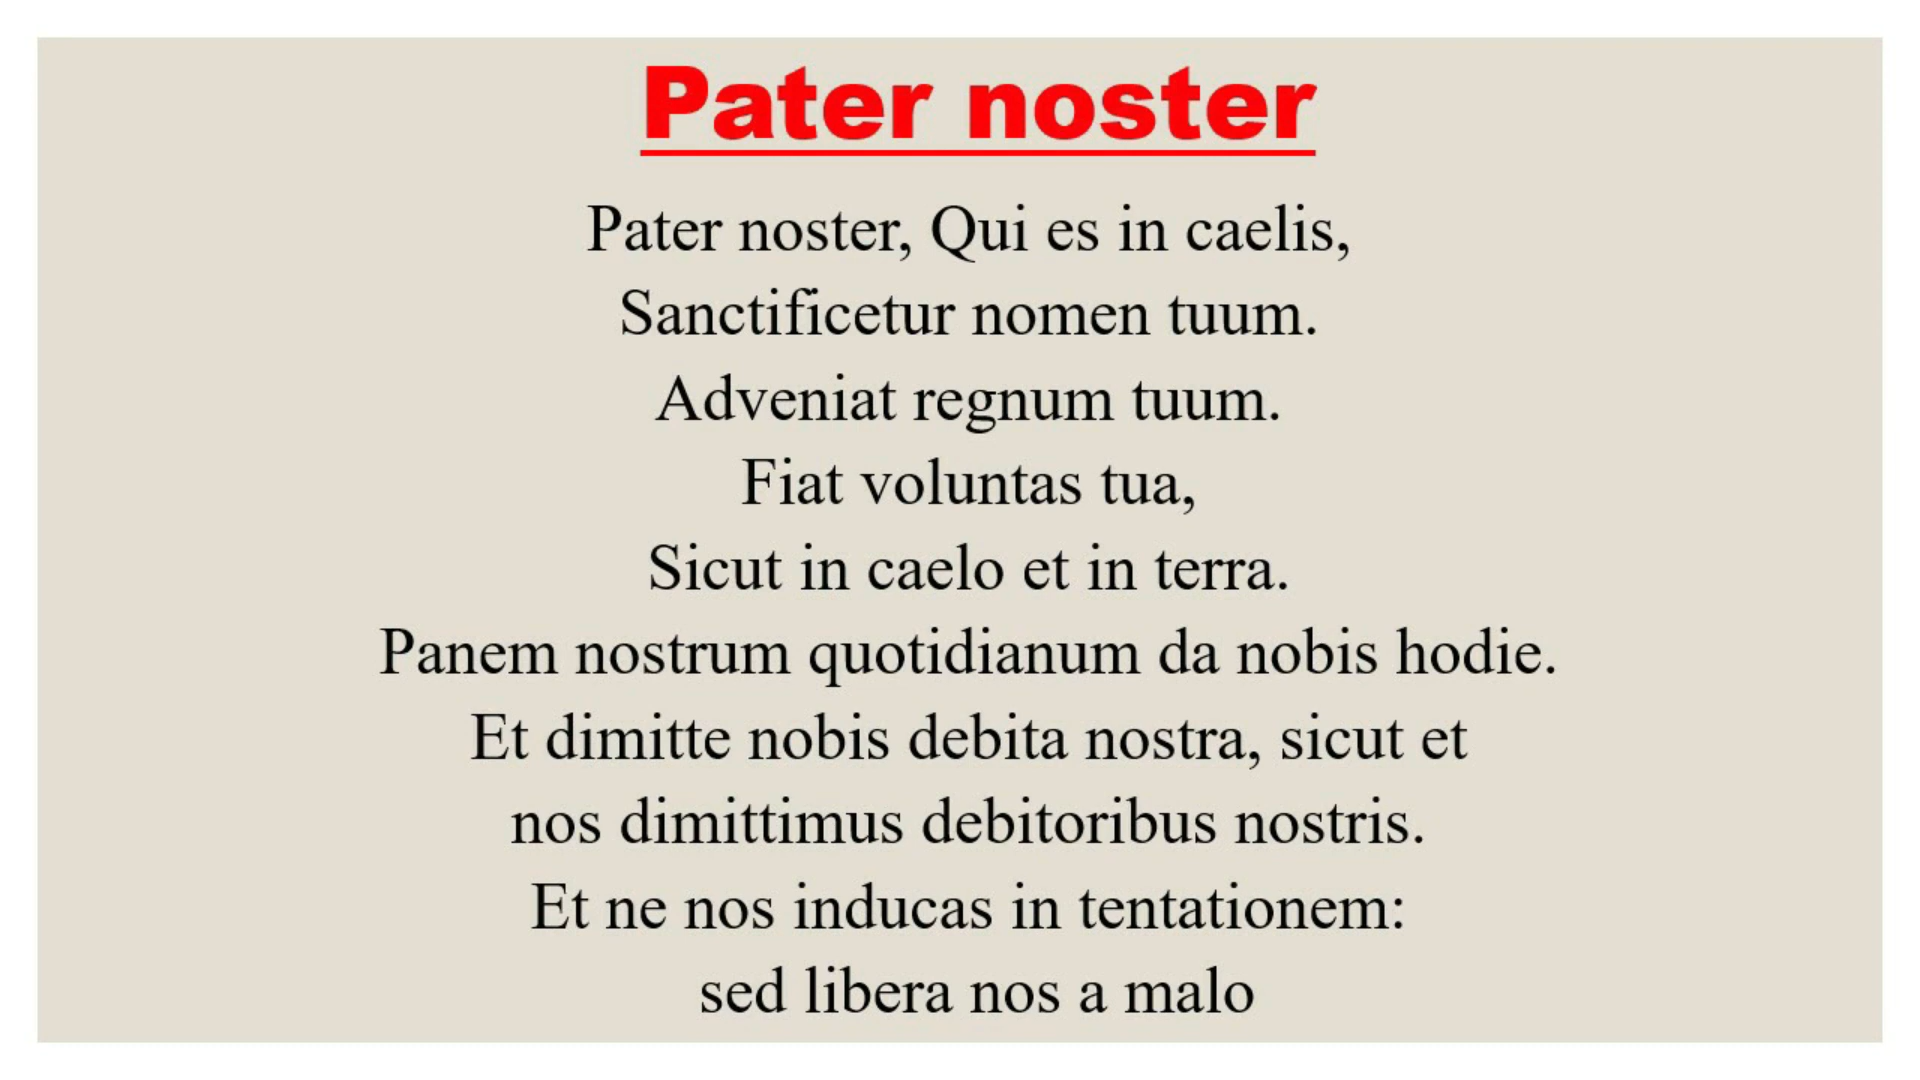 Pater noster
Pater noster, Qui es in caelis,
Sanctificetur nomen tuum.
Adveniat regnum tuum.
Fiat voluntas tua,
Sicut in caelo et in terra.
Panem nostrum quotidianum da nobis hodie.
Et dimitte nobis debita nostra, sicut et
nos dimittimus debitoribus nostris.
Et ne nos inducas in tentationem:
sed libera nos a malo